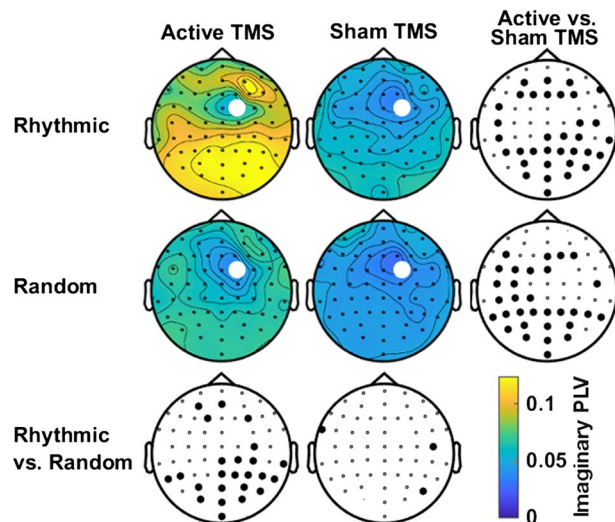 Active TMS
Sham TMS
Active vs.
Sham TMS
Rhythmic
Random
Rhythmic
vs. Random
0.1
0.05
0
Imaginary PLV